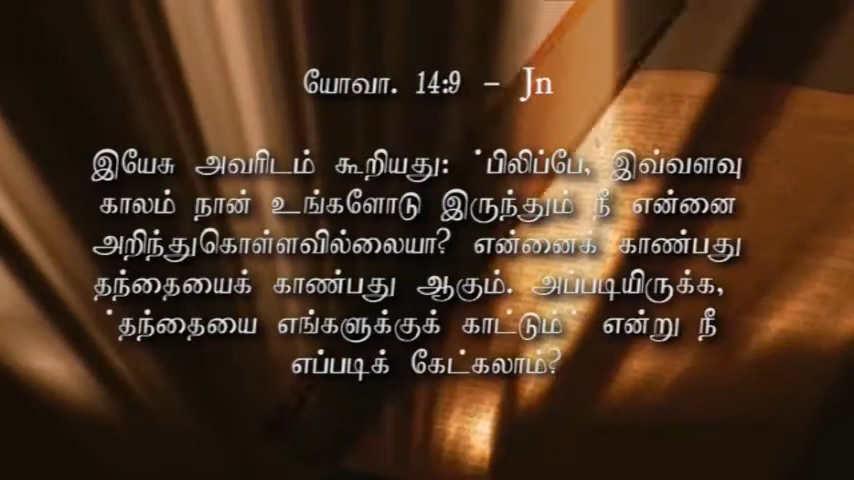 யோவா. 14:9 – Jn
இயேசு அவரிடம் கூறியது: 'பிலிப்பே, இவ்வளவு
காலம் நான் உங்களோடு இருந்தும் நீ என்னை
அறிந்துகொள்ளவில்லையா? என்னைக் காண்பது
தந்தையைக் காண்பது ஆகும். அப்படியிருக்க,
'தந்தையை எங்களுக்குக் காட்டும்' என்று நீ
எப்படிக் கேட்கலாம்?